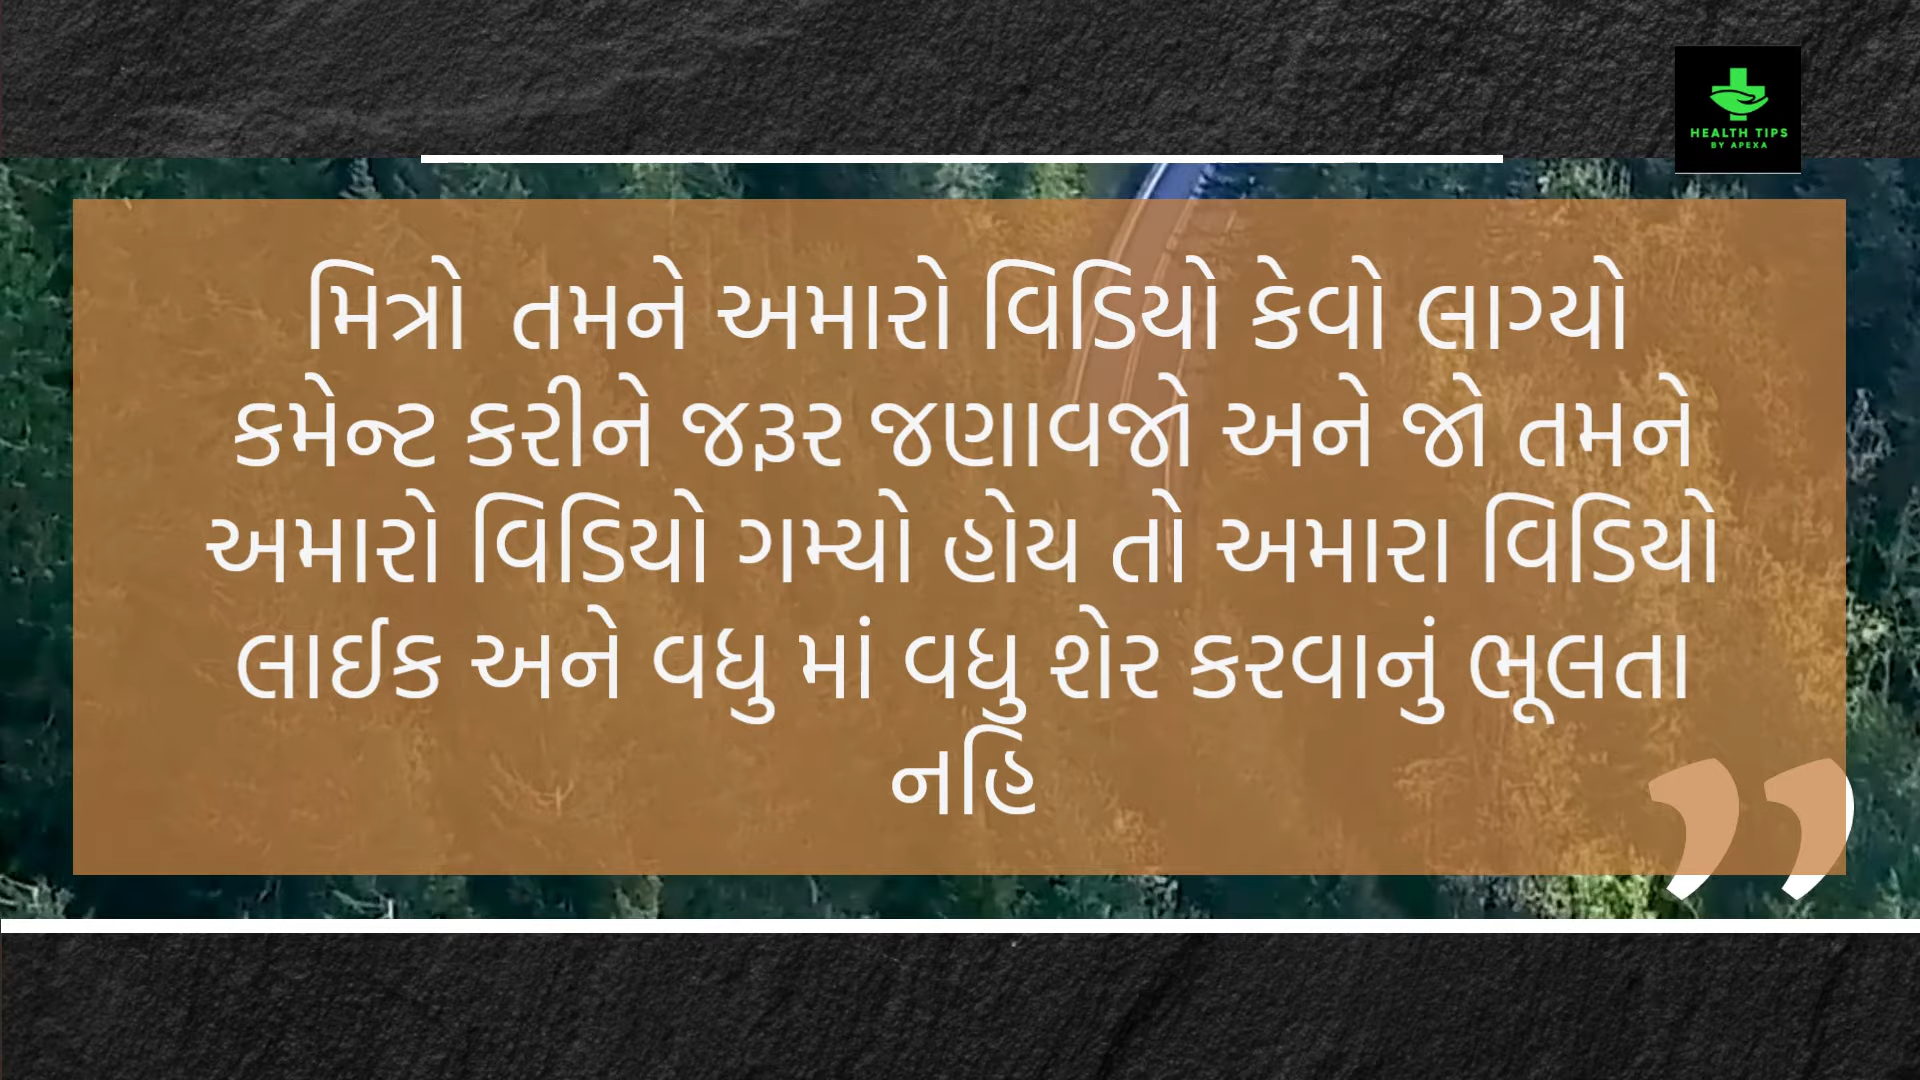 HEALTH TIPS
BY APEXA
મિત્રો તમને અમારો વિડિયો કેવો લાગ્યો
કમેન્ટ કરીને જરૂર જણાવજો અને જો તમને
અમારો વિડિયો ગમ્યો હોય તો અમારા વિડિયો
લાઈક અને વધુ માં વધુ શેર કરવાનું ભૂલતા
નહિ
”